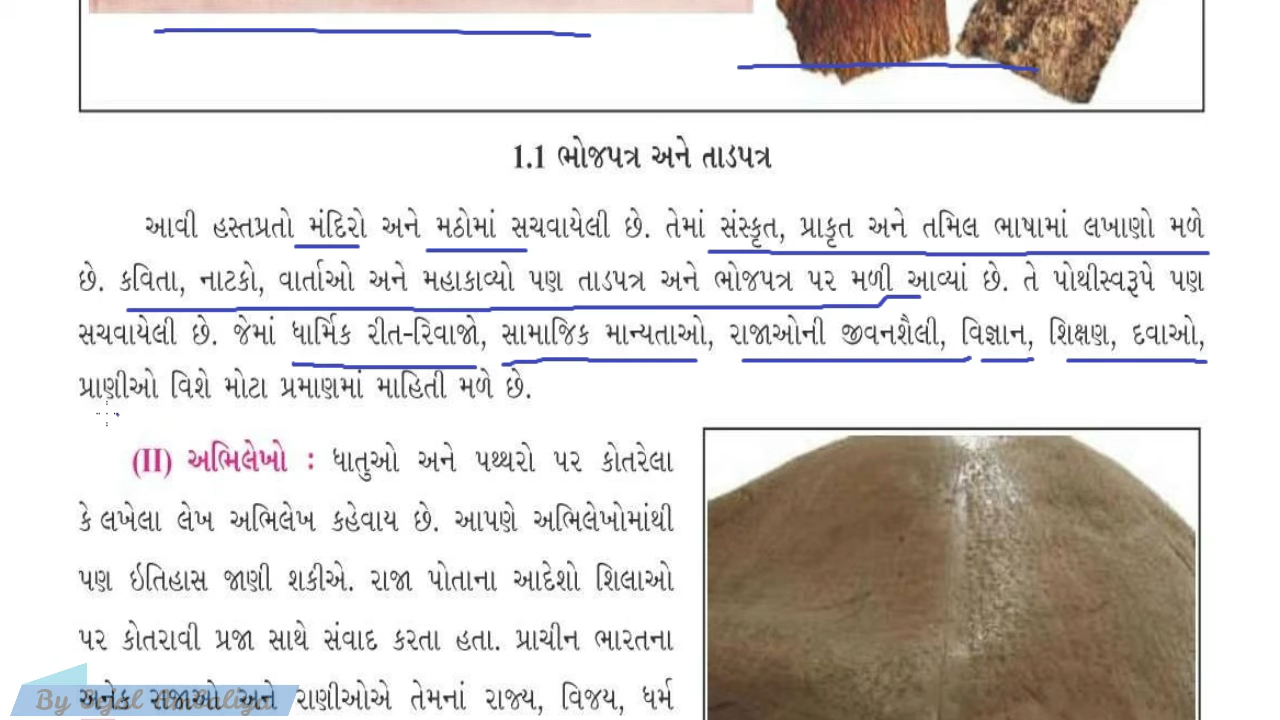 1.1 ભોજપત્ર અને તાડપત્ર
આવી હસ્તપ્રતો મંદિરો અને મઠોમાં સચવાયેલી છે. તેમાં સંસ્કૃત, પ્રાકૃત અને તમિલ ભાષામાં લખાણો મળે
છે. કવિતા, નાટકો, વાર્તાઓ અને મહાકાવ્યો પણ તાડપત્ર અને ભોજપત્ર પર મળી આવ્યાં છે. તે પોથીસ્વરૂપે પણ
સચવાયેલી છે. જેમાં ધાર્મિક રીત-રિવાજો, સામાજિક માન્યતાઓ, રાજાઓની જીવનશૈલી, વિજ્ઞાન, શિક્ષણ, દવાઓ,
પ્રાણીઓ વિશે મોટા પ્રમાણમાં માહિતી મળે છે.
(II) અભિલેખો : ધાતુઓ અને પથ્થરો પર કોતરેલા
કે લખેલા લેખ અભિલેખ કહેવાય છે. આપણે અભિલેખોમાંથી
પણ ઇતિહાસ જાણી શકીએ. રાજા પોતાના આદેશો શિલાઓ
પર કોતરાવી પ્રજા સાથે સંવાદ કરતા હતા. પ્રાચીન ભારતના
અનેક રાજાઓ અને રાણીઓએ તેમનાં રાજ્ય, વિજય, ધર્મ
By